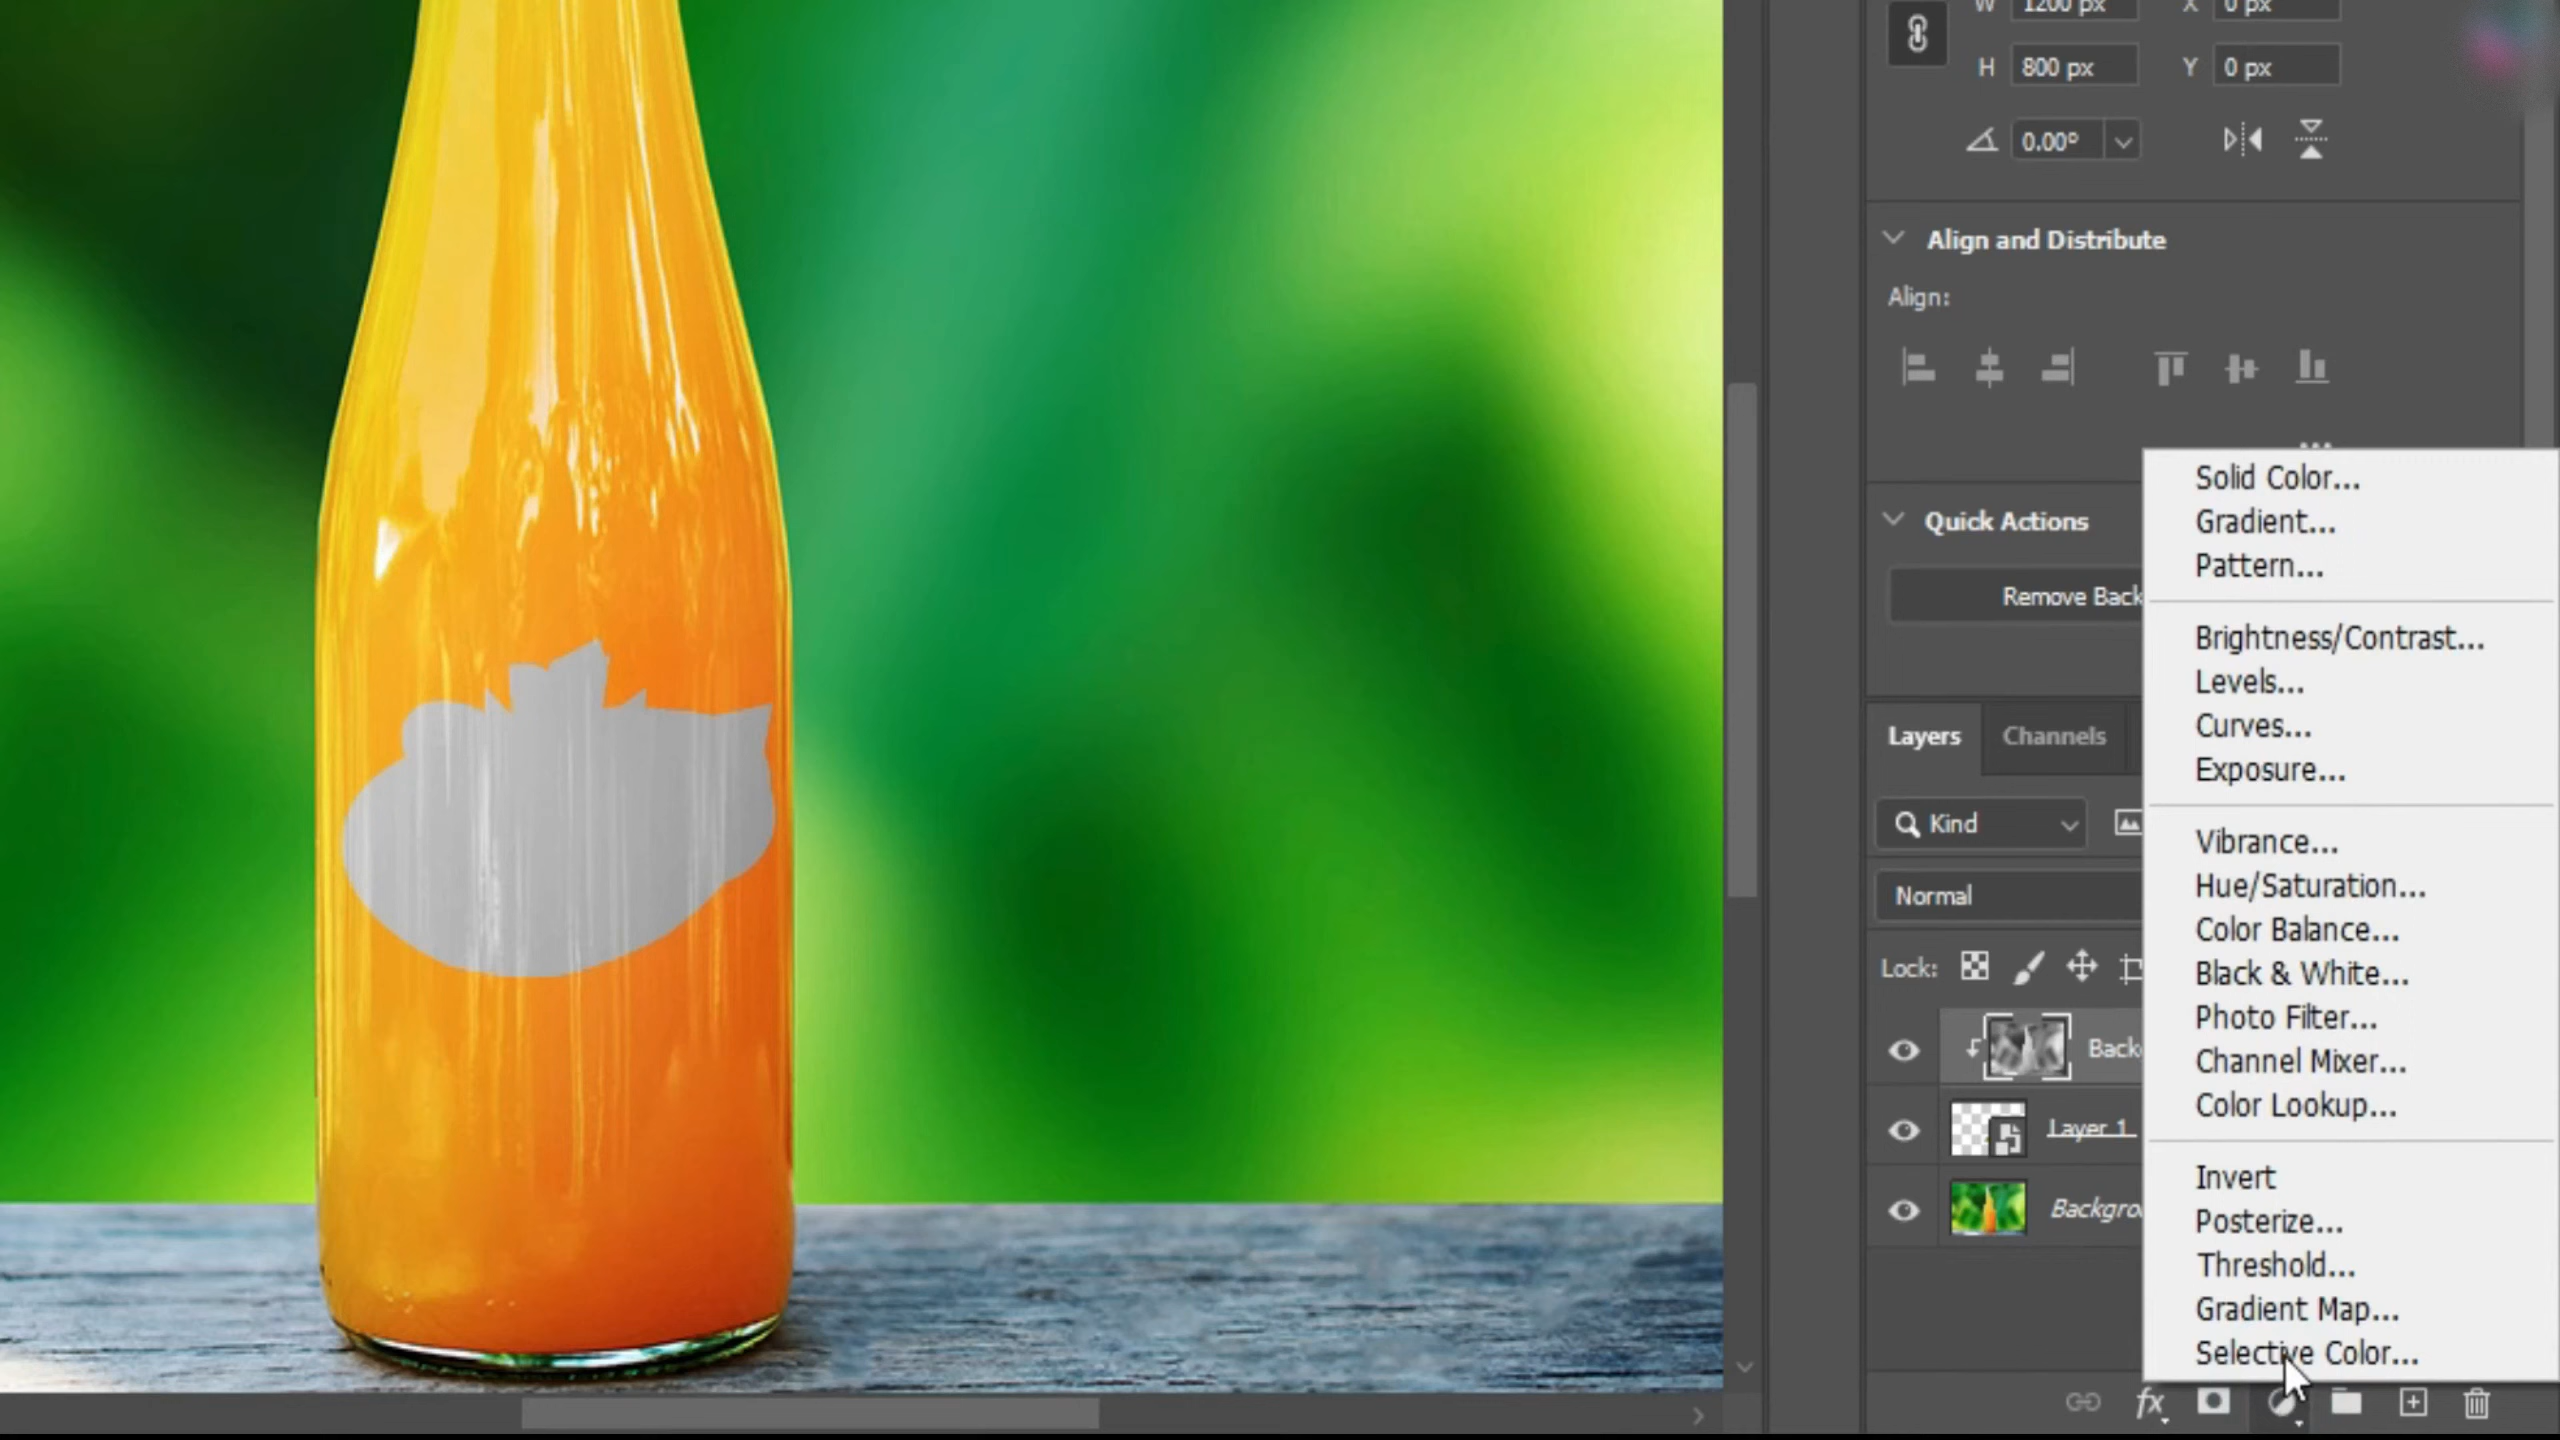 W 1200 px X 0 px
H 800 px Y 0 px
0.00°
Align and Distribute
Align:
Quick Actions
Remove Back
Layers Channels
Kind
Normal
Lock:
Back
Layer 1
Backgro
Solid Color...
Gradient...
Pattern...
Brightness/Contrast...
Levels...
Curves...
Exposure...
Vibrance...
Hue/Saturation...
Color Balance...
Black & White...
Photo Filter...
Channel Mixer...
Color Lookup...
Invert
Posterize...
Threshold...
Gradient Map...
Selective Color...
fx